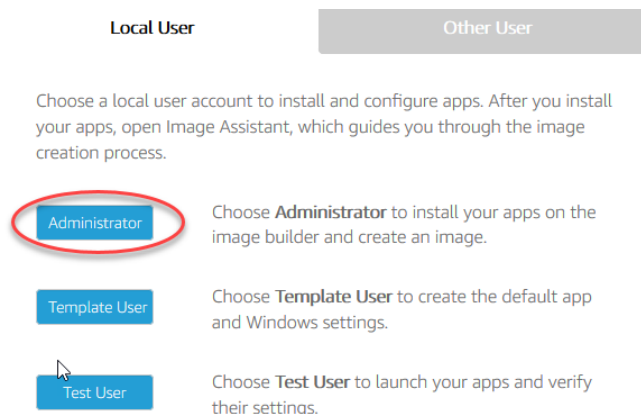 Local User
Other User
Choose a local user account to install and configure apps. After you install
your apps, open Image Assistant, which guides you through the image
creation process.
Administrator
Choose Administrator to install your apps on the
image builder and create an image.
Template User
Choose Template User to create the default app
and Windows settings.
Test User
Choose Test User to launch your apps and verify
their settings.